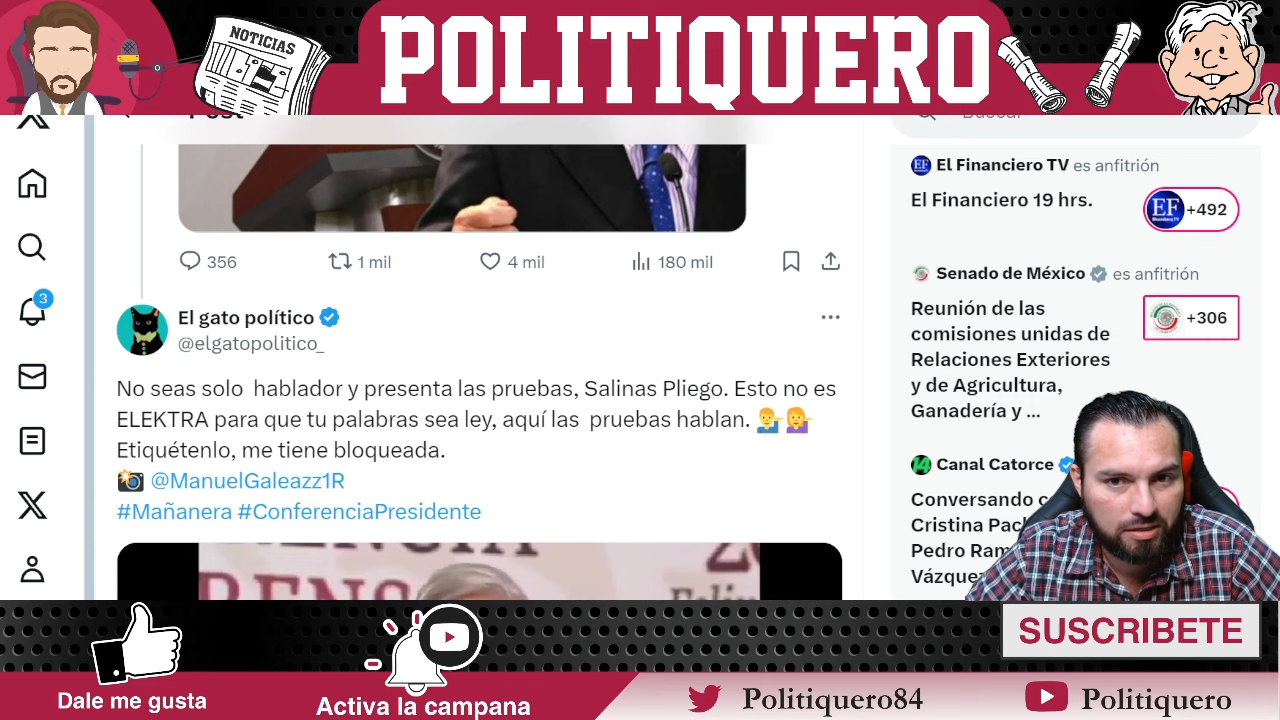 NOTICIAS
POLITIQUERO
Post
Buscar
356
1 mil
4 mil
180 mil
El gato político
@elgatopolitico_
No seas solo hablador y presenta las pruebas, Salinas Pliego. Esto no es
ELEKTRA para que tu palabras sea ley, aquí las pruebas hablan.
Etiquétenlo, me tiene bloqueada.
@ManuelGaleazz1R
#Mañanera #ConferenciaPresidente
3
El Financiero TV es anfitrión
El Financiero 19 hrs.
EF
+492
Senado de México es anfitrión
Reunión de las
comisiones unidas de
Relaciones Exteriores
y de Agricultura,
Ganadería y ...
+306
Canal Catorce
Conversando
Cristina
Pedro
SUSCRIBETE
Dale me gusta
Activa la campana
Politiquero84
Politiquero